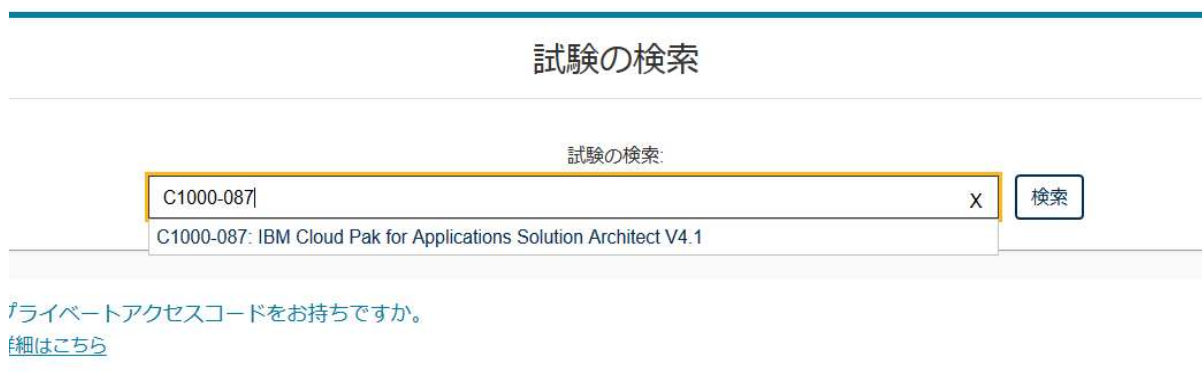 試験の検索
試験の検索:
C1000-087 X 検索
C1000-087: IBM Cloud Pak for Applications Solution Architect V4.1
プライベートアクセスコードをお持ちですか。
詳細はこちら